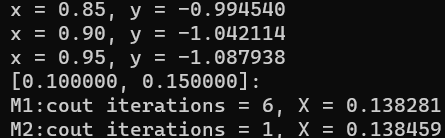 x = 0.85, y = -0.994540
x = 0.90, y = -1.042114
x = 0.95, y = -1.087938
[0.100000, 0.150000]:
M1:cout iterations = 6, X = 0.138281
M2:cout iterations = 1, X = 0.138459